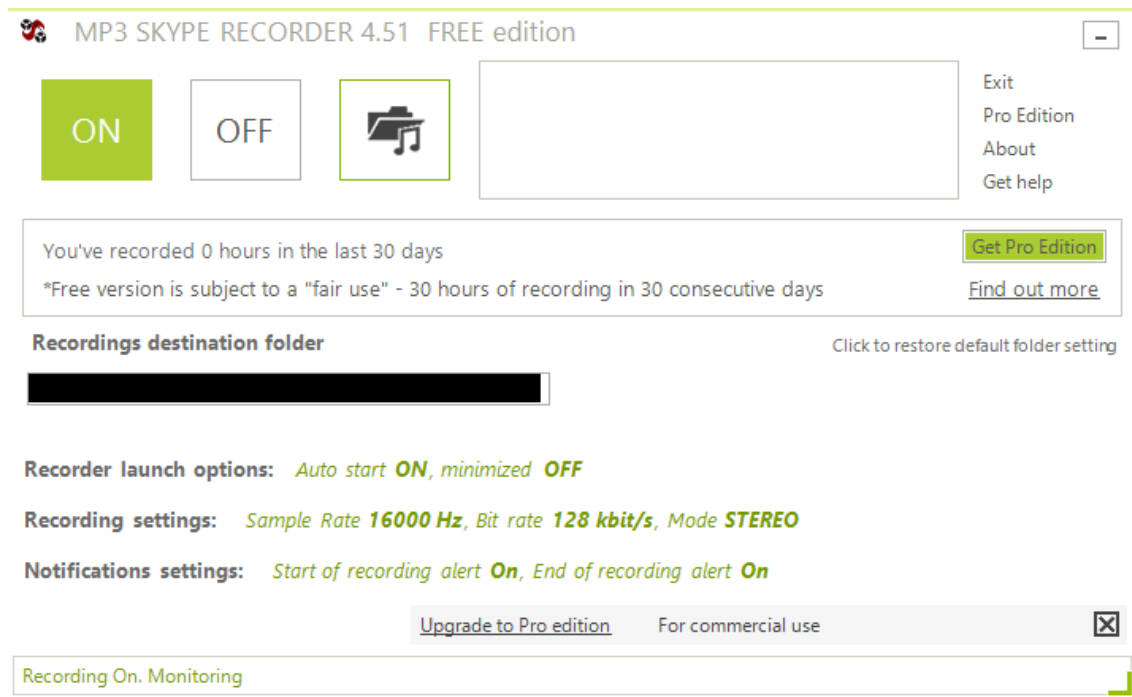 MP3 SKYPE RECORDER 4.51 FREE edition
ON
OFF
Exit
Pro Edition
About
Get help
You've recorded 0 hours in the last 30 days
Get Pro Edition
*Free version is subject to a "fair use" - 30 hours of recording in 30 consecutive days
Find out more
Recordings destination folder
Click to restore default folder setting
Recorder launch options: Auto start ON, minimized OFF
Recording settings: Sample Rate 16000 Hz, Bit rate 128 kbit/s, Mode STEREO
Notifications settings: Start of recording alert On, End of recording alert On
Upgrade to Pro edition For commercial use
Recording On. Monitoring